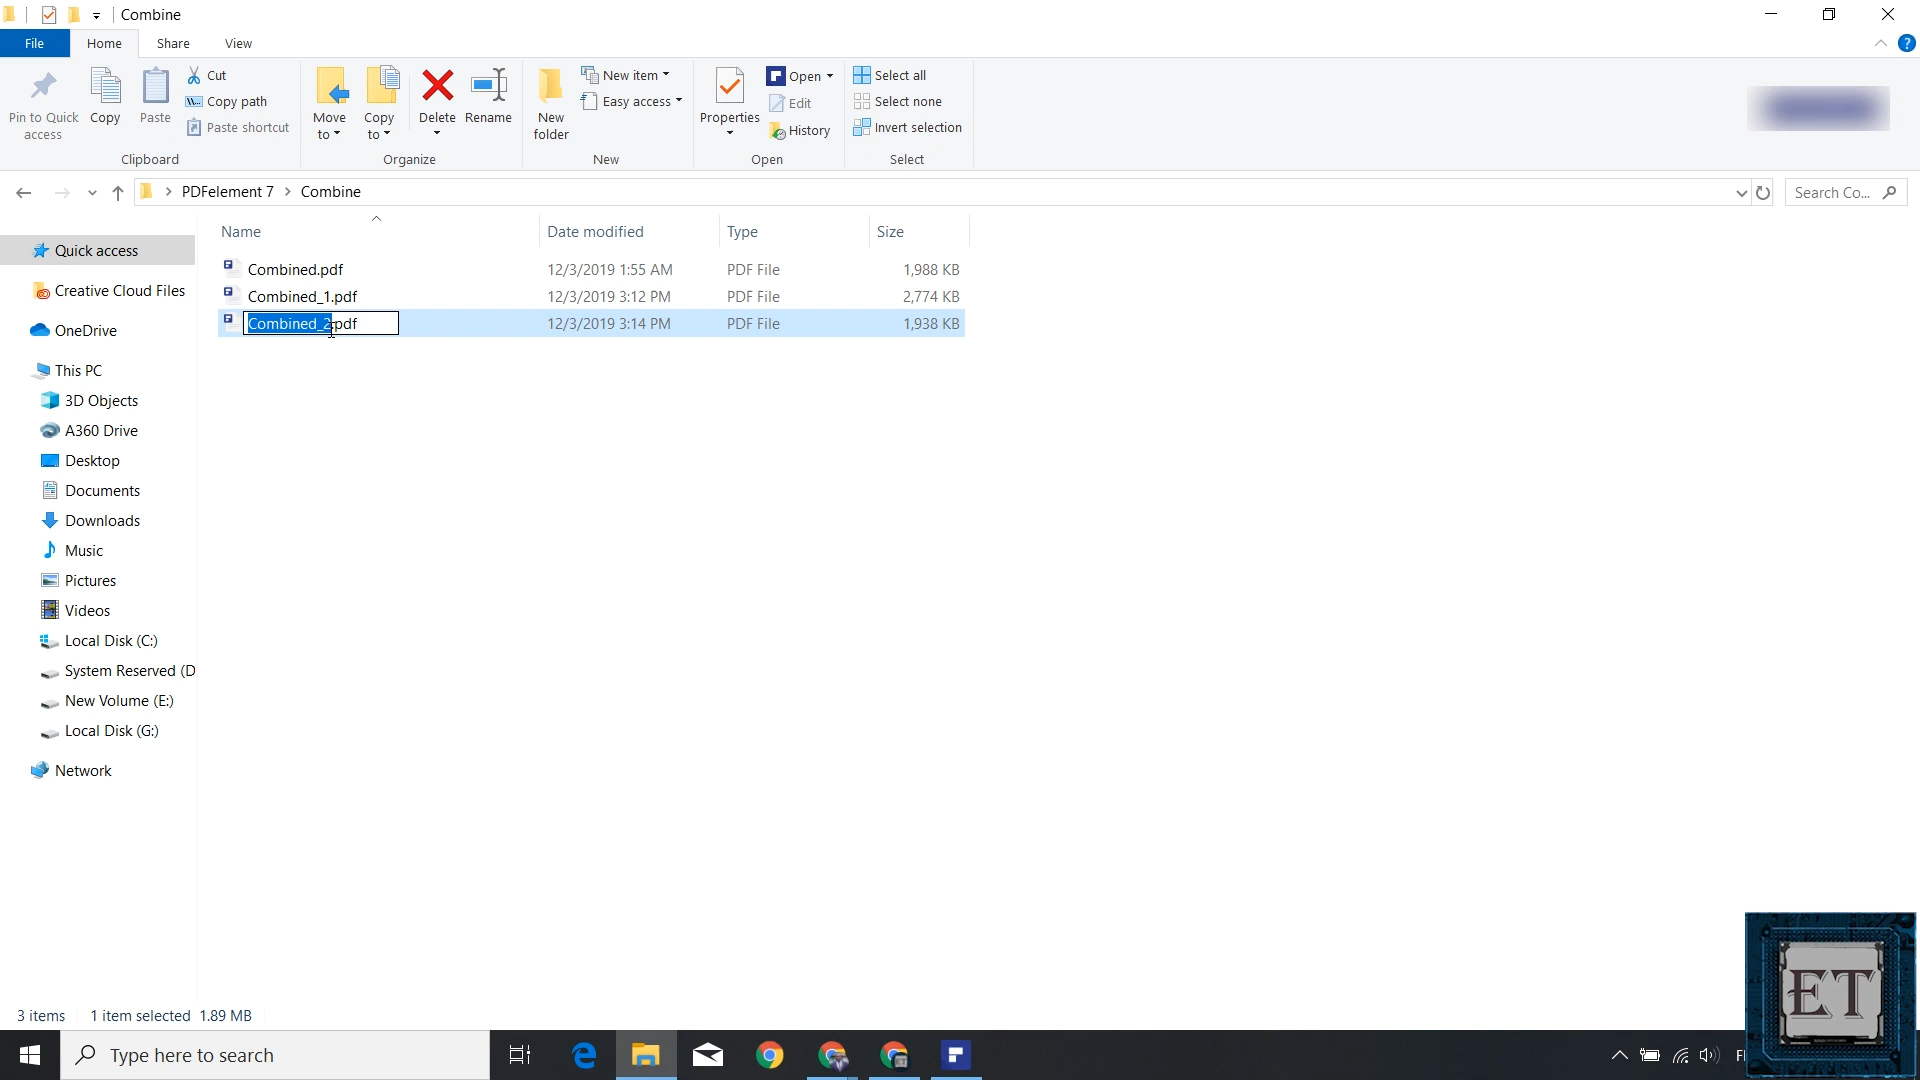 Combine
File Home Share View
Pin to Quick access
Copy
Paste
Cut
Copy path
Paste shortcut
Clipboard
Move to
Copy to
Delete
Rename
Organize
New folder
New item
Easy access
New
Properties
Open
Edit
History
Open
Select all
Select none
Invert selection
Select
PDFelement 7 > Combine
Search Co...
Name Date modified Type Size
Combined.pdf 12/3/2019 1:55 AM PDF File 1,988 KB
Combined_1.pdf 12/3/2019 3:12 PM PDF File 2,774 KB
Combined_2.pdf 12/3/2019 3:14 PM PDF File 1,938 KB
Quick access
Creative Cloud Files
OneDrive
This PC
3D Objects
A360 Drive
Desktop
Documents
Downloads
Music
Pictures
Videos
Local Disk (C:)
System Reserved (D
New Volume (E:)
Local Disk (G:)
Network
3 items 1 item selected 1.89 MB
Type here to search
ET